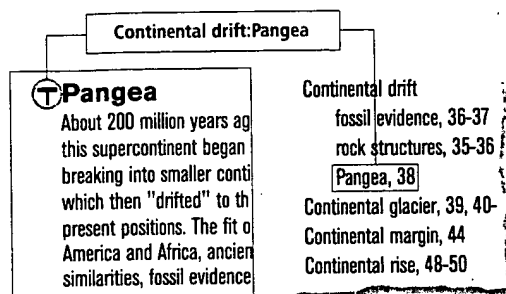 Continental drift:Pangea
T Pangea
About 200 million years ag
this supercontinent began
breaking into smaller conti
which then "drifted" to th
present positions. The fit o
America and Africa, ancien
similarities, fossil evidence
Continental drift
fossil evidence, 36-37
rock structures, 35-36
Pangea, 38
Continental glacier, 39, 40-
Continental margin, 44
Continental rise, 48-50